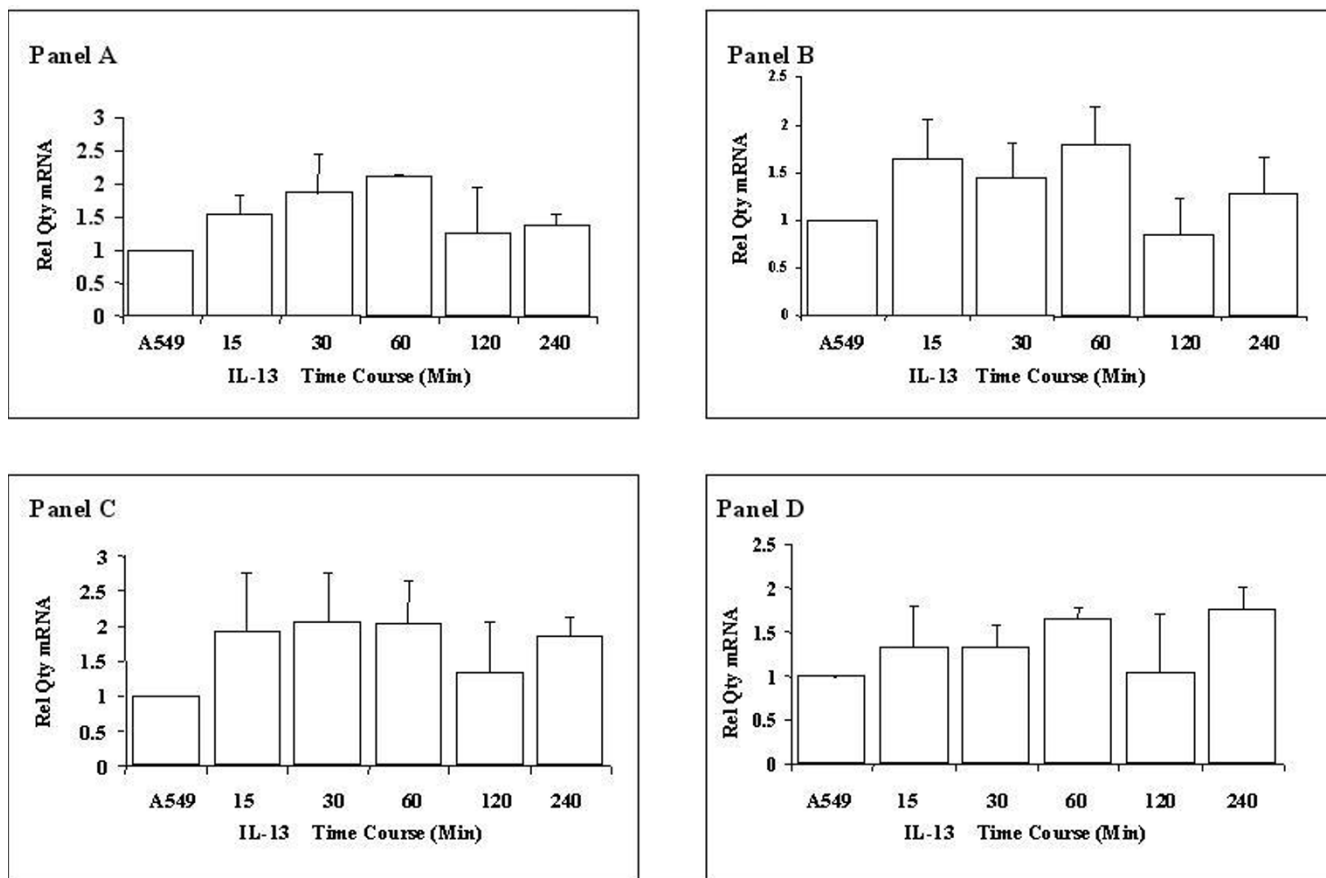 Panel A
Rel Qty mRNA
3
2.5
2
1.5
1
0.5
0
A549 15 30 60 120 240
IL-13 Time Course (Min)
Panel B
Rel Qty mRNA
2.5
2
1.5
1
0.5
0
A549 15 30 60 120 240
IL-13 Time Course (Min)
Panel C
Rel Qty mRNA
3
2.5
2
1.5
1
0.5
0
A549 15 30 60 120 240
IL-13 Time Course (Min)
Panel D
Rel Qty mRNA
2.5
2
1.5
1
0.5
0
A549 15 30 60 120 240
IL-13 Time Course (Min)